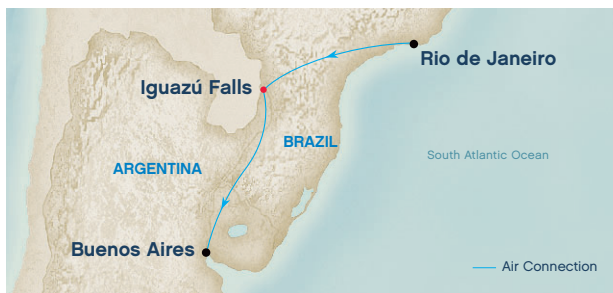 Rio de Janeiro
Iguazú Falls
BRAZIL
South Atlantic Ocean
ARGENTINA
Buenos Aires
Air Connection